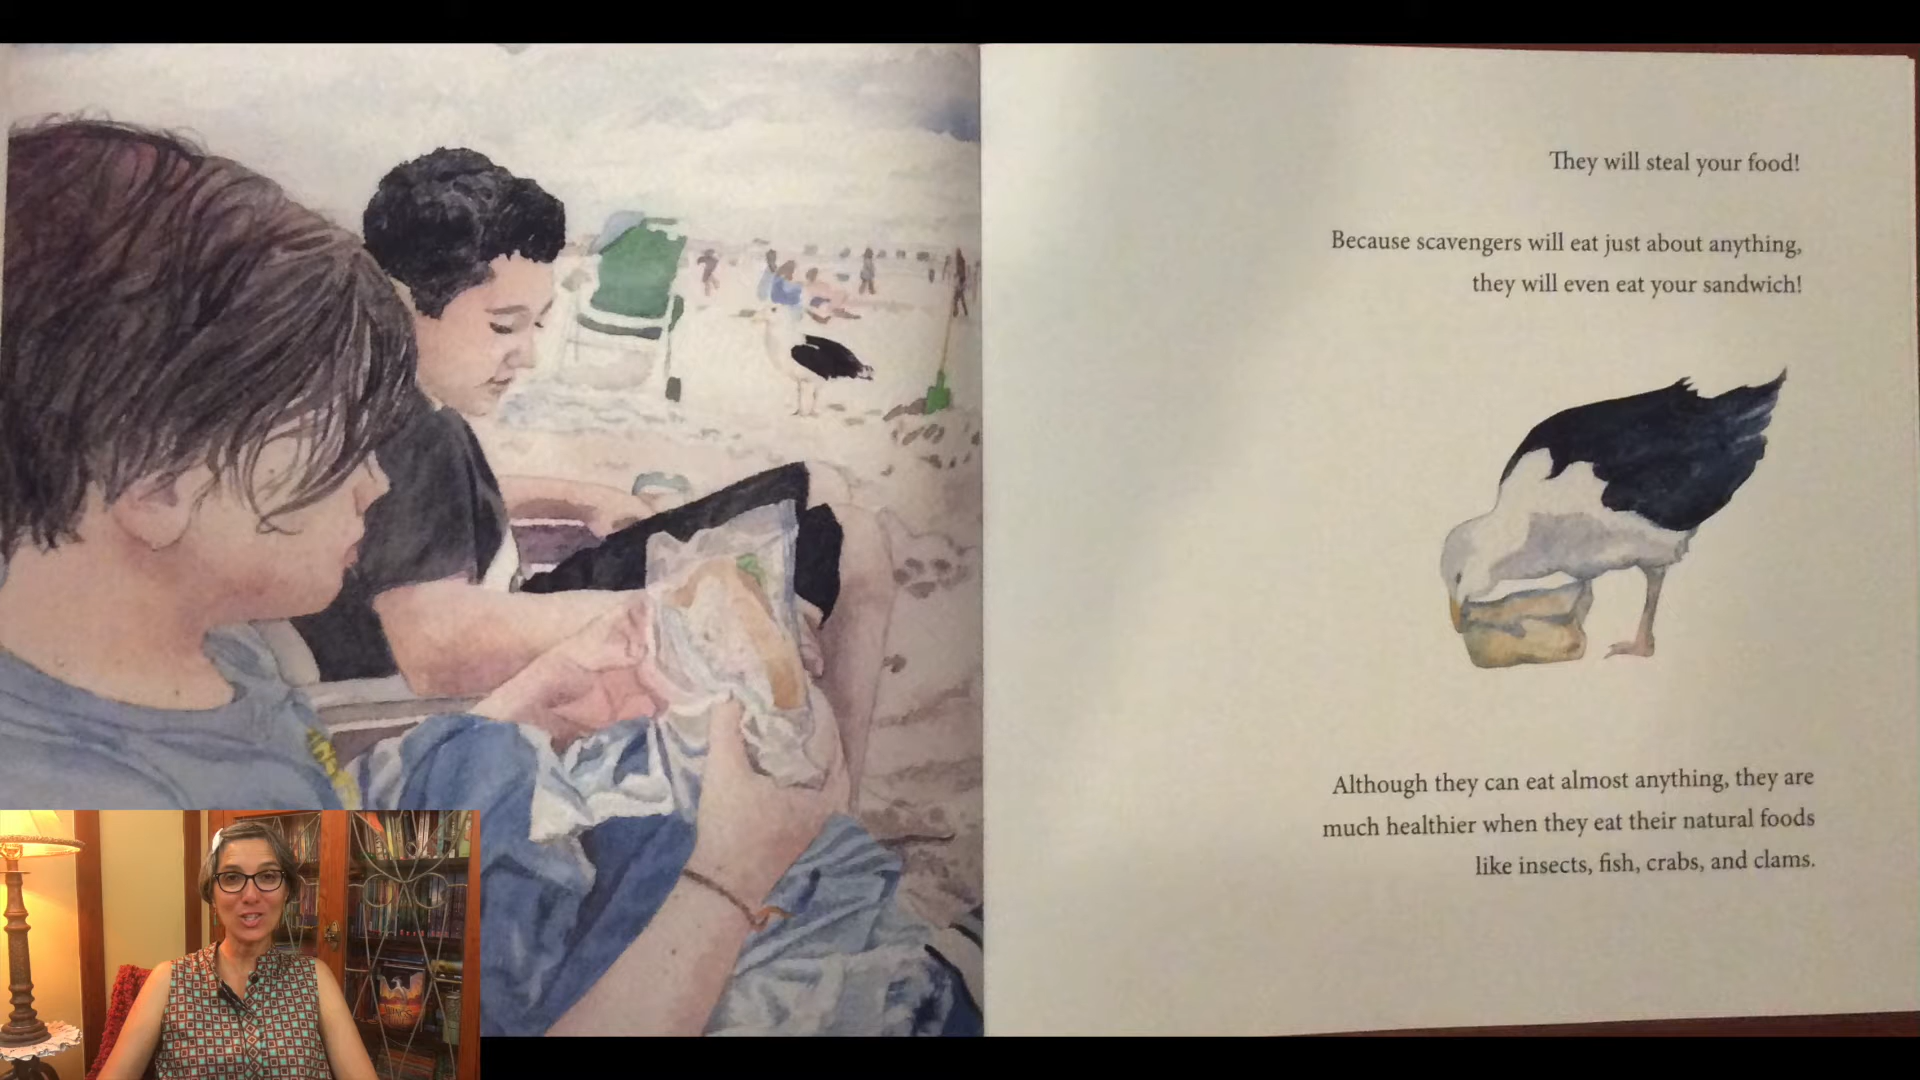 They will steal your food!
Because scavengers will eat just about anything,
they will even eat your sandwich!
Although they can eat almost anything, they are
much healthier when they eat their natural foods
like insects, fish, crabs, and clams.